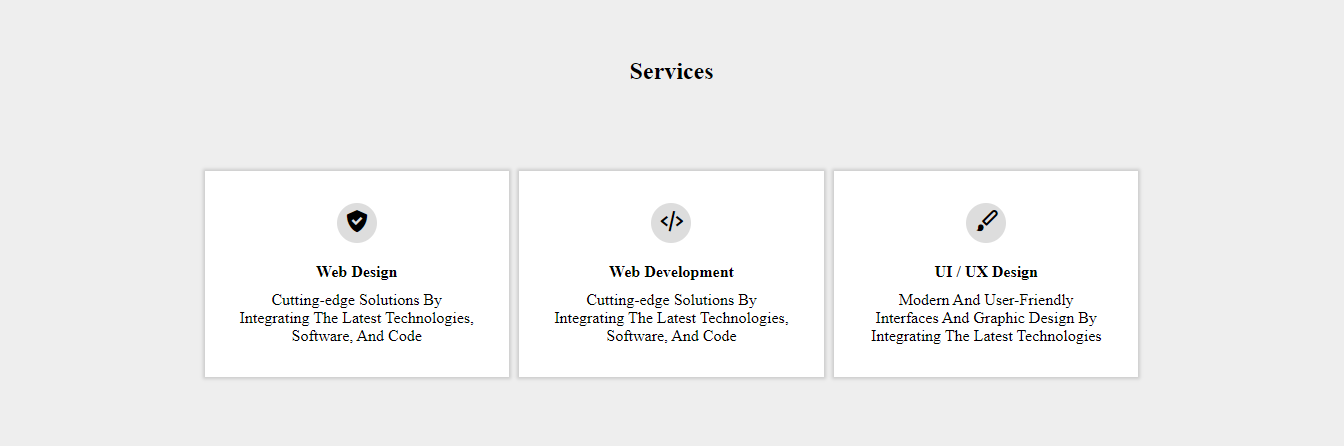 Services
Web Design
Cutting-edge Solutions By
Integrating The Latest Technologies,
Software, And Code
Web Development
Cutting-edge Solutions By
Integrating The Latest Technologies,
Software, And Code
UI / UX Design
Modern And User-Friendly
Interfaces And Graphic Design By
Integrating The Latest Technologies